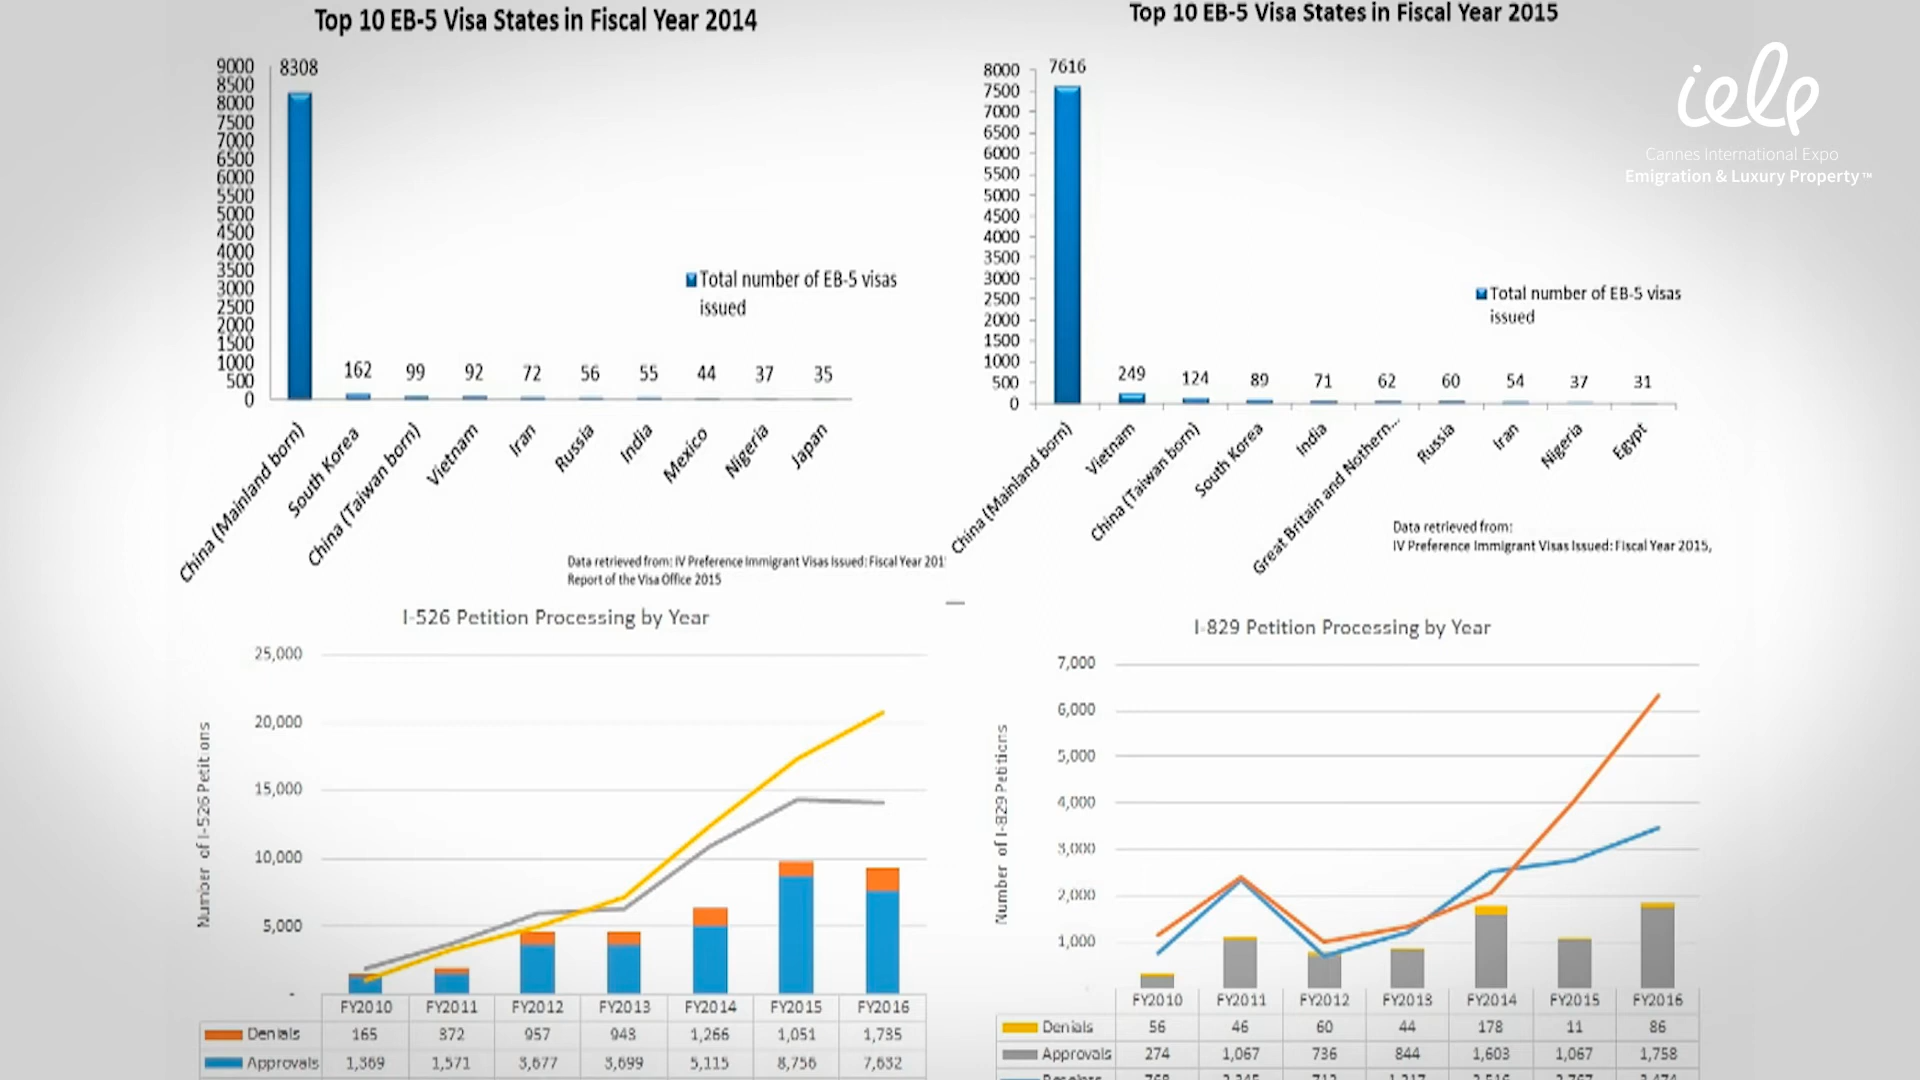 Top 10 EB-5 Visa States in Fiscal Year 2014
9000
8500
8000
7500
7000
6500
6000
5500
5000
4500
4000
3500
3000
2500
2000
1500
1000
500
0
8308
162
99
92
72
56
55
44
37
35
Total number of EB-5 visas
issued
China (Mainland born)
South Korea
China (Taiwan born)
Vietnam
Iran
Russia
India
Mexico
Nigeria
Japan
Data retrieved from: IV Preference Immigrant Visas Issued: Fiscal Year 201
Report of the Visa Office 2015
Top 10 EB-5 Visa States in Fiscal Year 2015
8000
7500
7000
6500
6000
5500
5000
4500
4000
3500
3000
2500
2000
1500
1000
500
0
7616
249
124
89
71
62
60
54
37
31
Total number of EB-5 visas
issued
China (Mainland born)
Vietnam
China (Taiwan born)
South Korea
India
Great Britain and Nothern...
Russia
Iran
Nigeria
Egypt
Data retrieved from:
IV Preference Immigrant Visas Issued: Fiscal Year 2015,
ielp
Cannes International Expo
Emigration & Luxury Property™
I-526 Petition Processing by Year
Number of I-526 Petitions
25,000
20,000
15,000
10,000
5,000
-
FY2010 FY2011 FY2012 FY2013 FY2014 FY2015 FY2016
Denials 165 372 957 943 1,266 1,051 1,735
Approvals 1,369 1,571 3,677 3,699 5,115 8,756 7,632
I-829 Petition Processing by Year
Number of I-829 Petitions
7,000
6,000
5,000
4,000
3,000
2,000
1,000
FY2010 FY2011 FY2012 FY2013 FY2014 FY2015 FY2016
Denials 56 46 60 44 178 11 86
Approvals 274 1,067 736 844 1,603 1,067 1,758